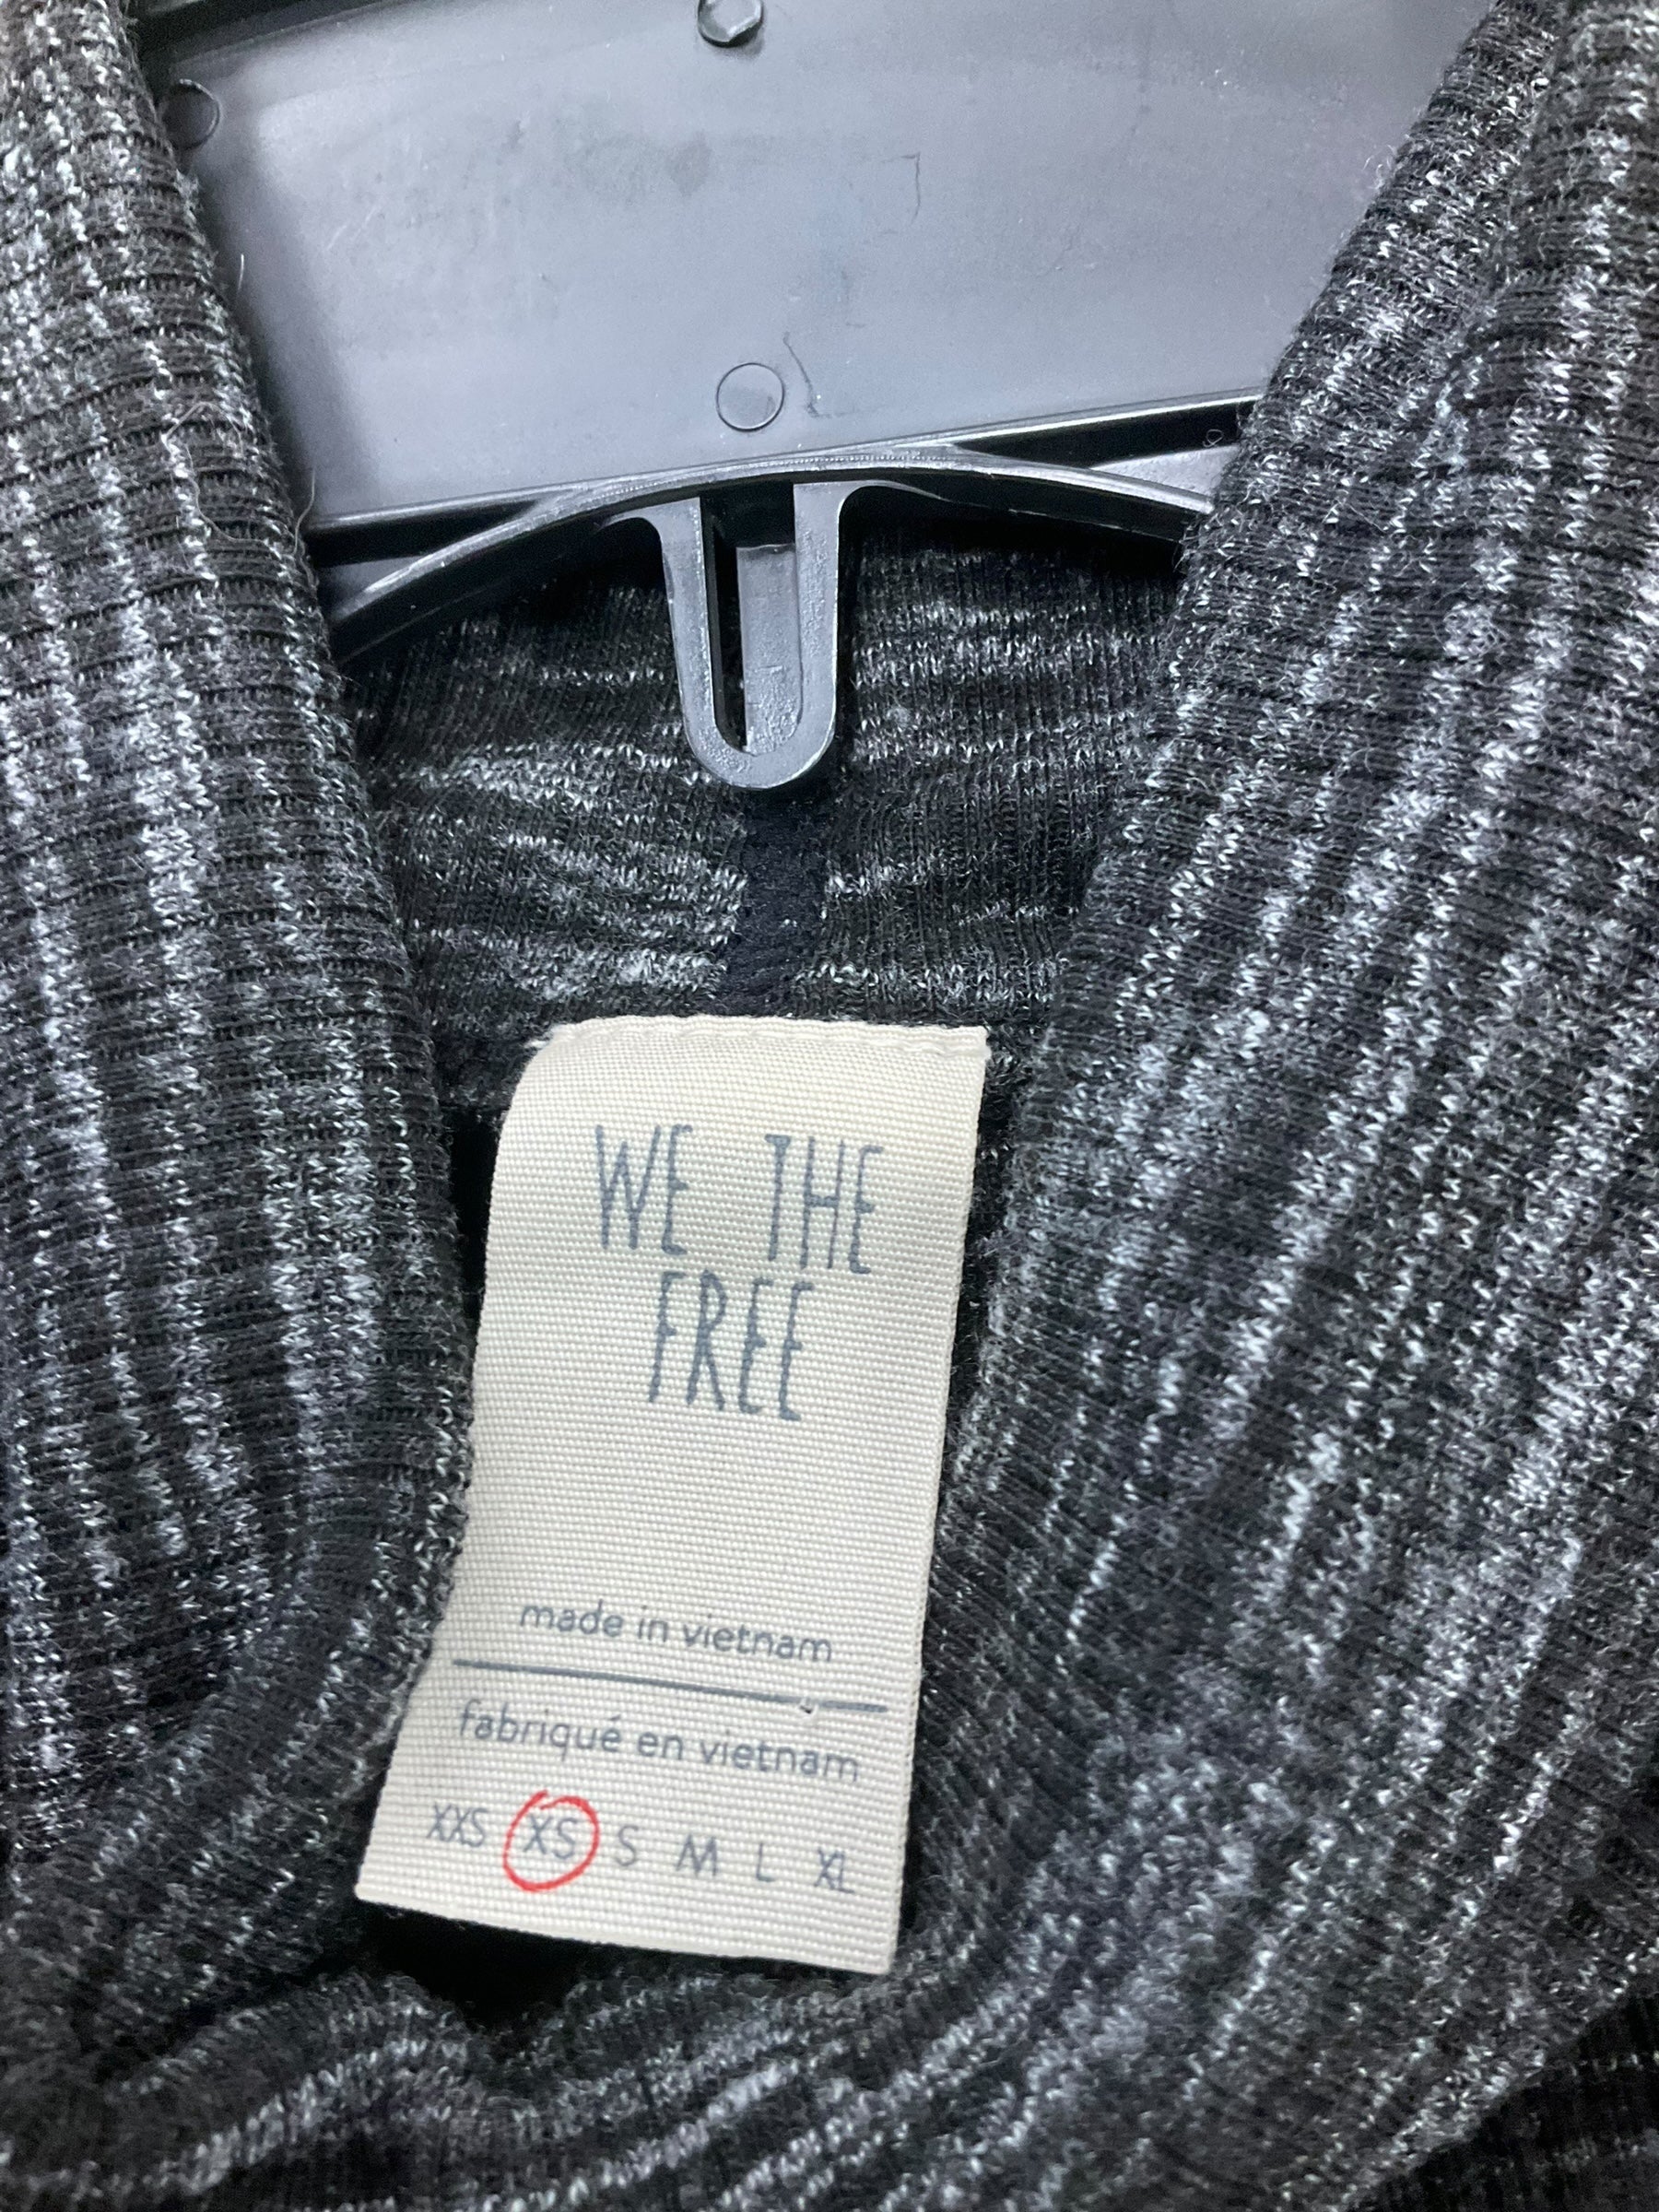 WE THE
FREE
made in vietnam
fabriqué en vietnam
XXS XS S M L XL